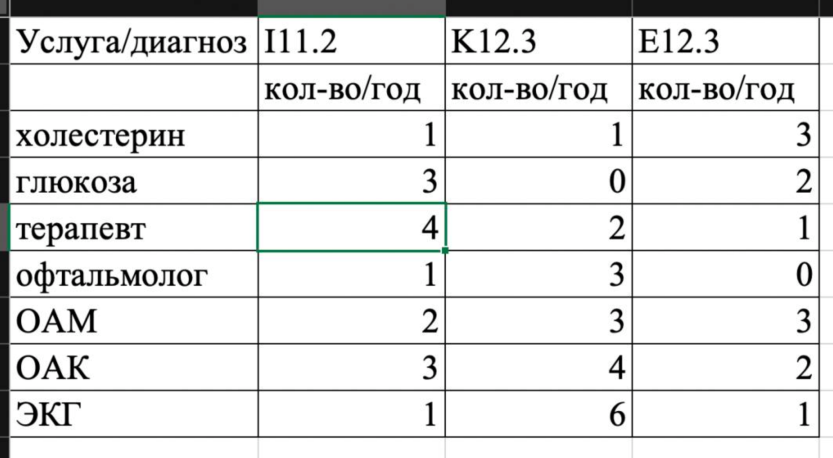 Услуга/диагноз I11.2 K12.3 E12.3
кол-во/год кол-во/год кол-во/год
холестерин 1 1 3
глюкоза 3 0 2
терапевт 4 2 1
офтальмолог 1 3 0
ОАМ 2 3 3
ОАК 3 4 2
ЭКГ 1 6 1